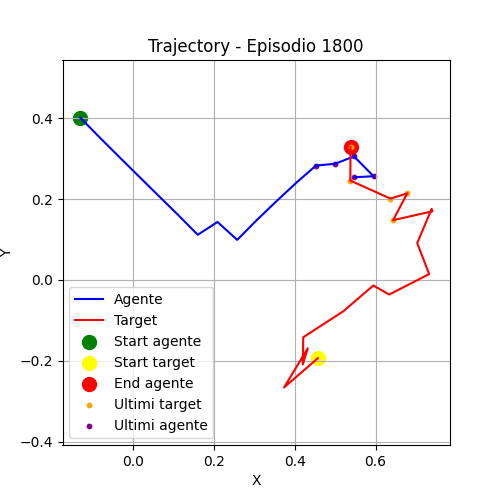 Trajectory - Episodio 1800
Y
0.4
0.2
0.0
−0.2
−0.4
Agente
Target
Start agente
Start target
End agente
Ultimi target
Ultimi agente
0.0 0.2 0.4 0.6
X